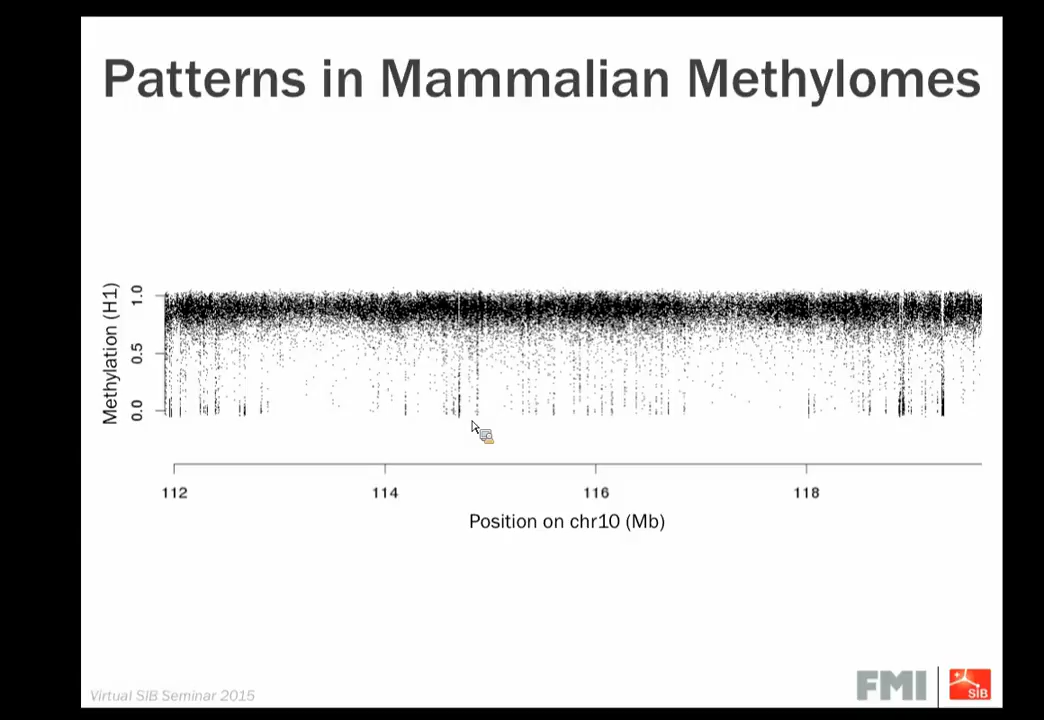 Patterns in Mammalian Methylomes
Methylation (H1)
1.0
0.5
0.0
112 114 116 118
Position on chr10 (Mb)
Virtual SIB Seminar 2015
FMI
SIB